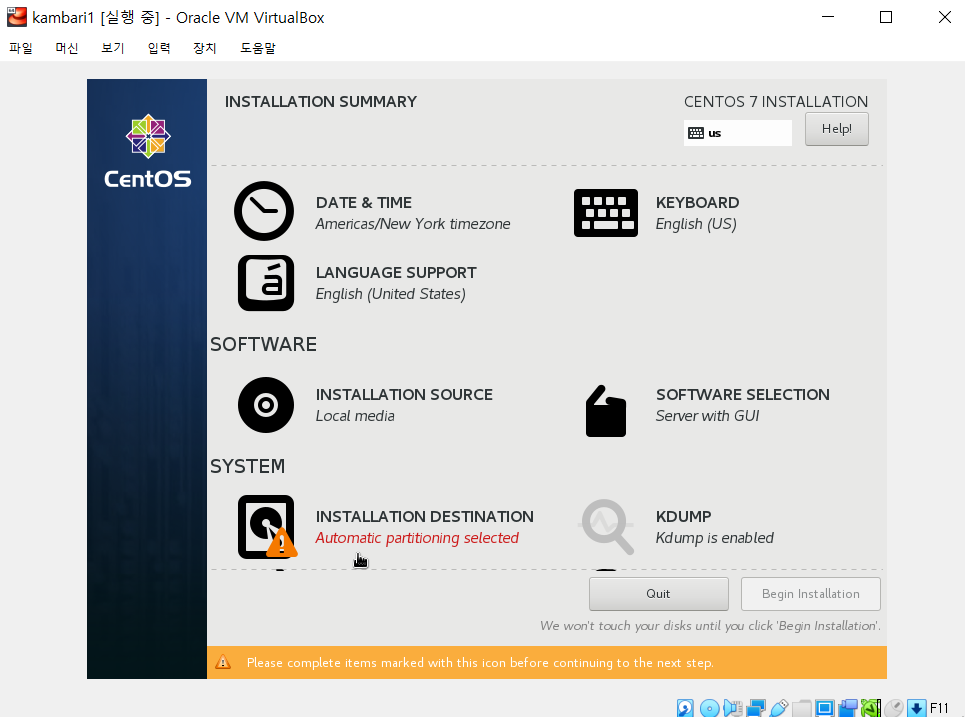 kambari1 [실행 중] - Oracle VM VirtualBox
파일 머신 보기 입력 장치 도움말
INSTALLATION SUMMARY
CENTOS 7 INSTALLATION
us
Help!
CentOS
DATE & TIME
Americas/New York timezone
KEYBOARD
English (US)
á
LANGUAGE SUPPORT
English (United States)
SOFTWARE
INSTALLATION SOURCE
Local media
SOFTWARE SELECTION
Server with GUI
SYSTEM
INSTALLATION DESTINATION
Automatic partitioning selected
KDUMP
Kdump is enabled
Quit
Begin Installation
We won't touch your disks until you click 'Begin Installation'.
Please complete items marked with this icon before continuing to the next step.
F11